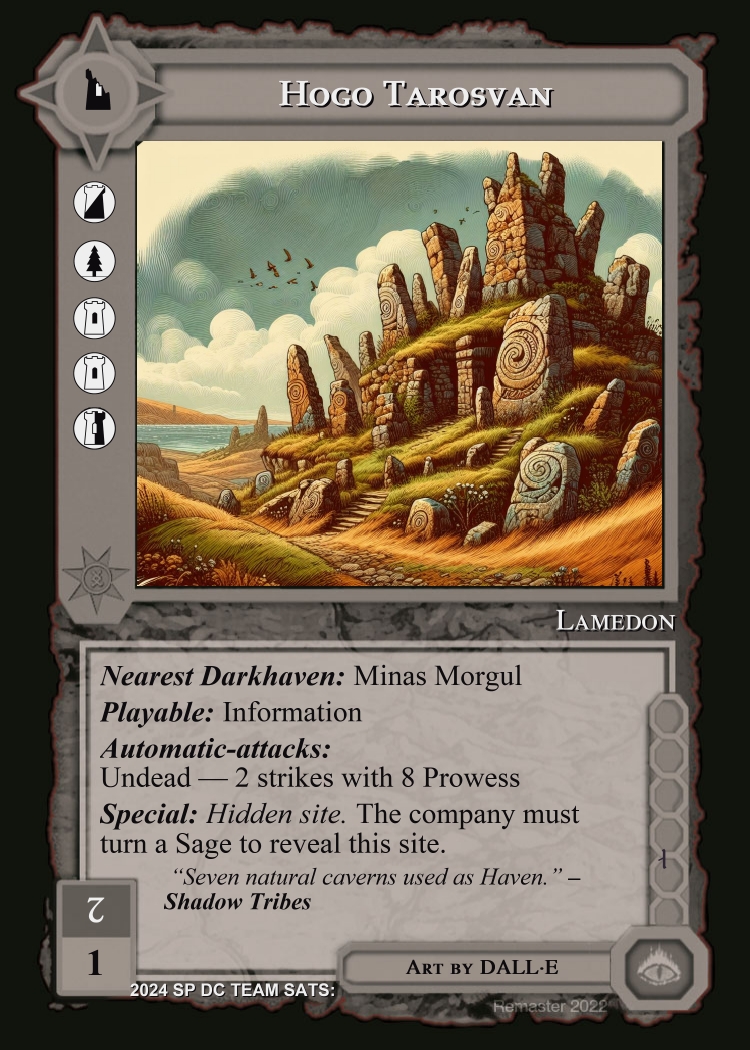 Hogo Tarosvan
Lamedon
Nearest Darkhaven: Minas Morgul
Playable: Information
Automatic-attacks:
Undead — 2 strikes with 8 Prowess
Special: Hidden site. The company must
turn a Sage to reveal this site.
“Seven natural caverns used as Haven.” –
Shadow Tribes
2
1
Art by DALL·E
2024 SP DC TEAM SATS:
Remaster 2022